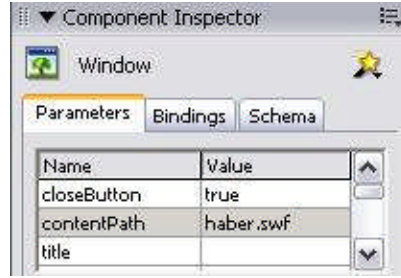 Component Inspector
Window
Parameters Bindings Schema
Name Value
closeButton true
contentPath haber.swf
title